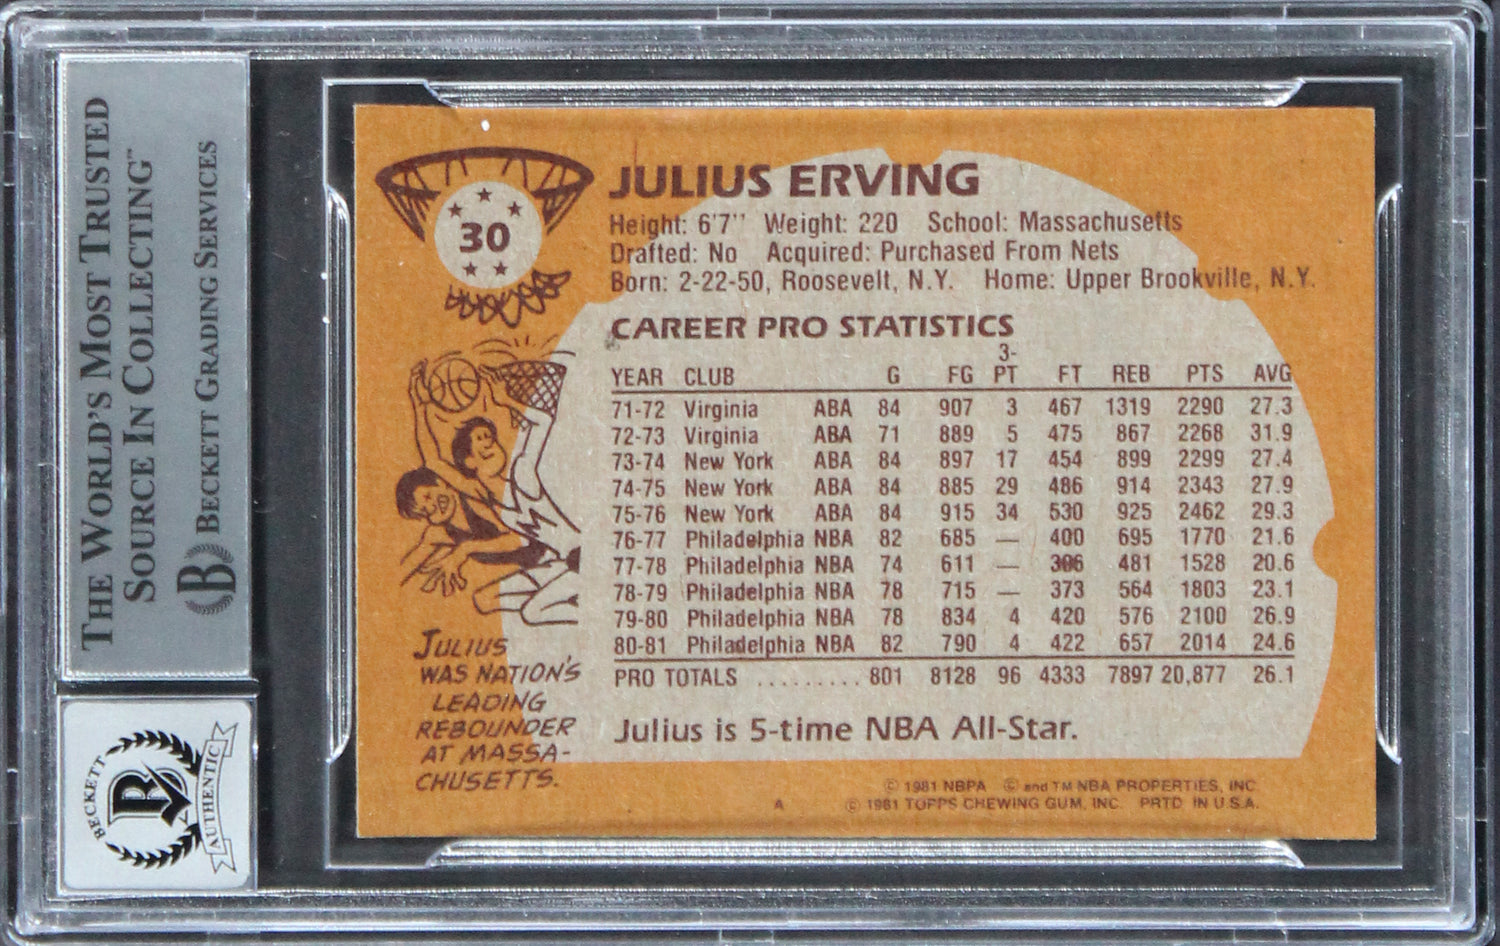 THE WORLD'S MOST TRUSTED
SOURCE IN COLLECTING™
BECKETT GRADING SERVICES
B
BECKETT
B
AUTHENTIC
30
JULIUS ERVING
Height: 6'7" Weight: 220 School: Massachusetts
Drafted: No Acquired: Purchased From Nets
Born: 2-22-50, Roosevelt, N.Y. Home: Upper Brookville, N.Y.
CAREER PRO STATISTICS
YEAR CLUB G FG 3-PT FT REB PTS AVG
71-72 Virginia ABA 84 907 3 467 1319 2290 27.3
72-73 Virginia ABA 71 889 5 475 867 2268 31.9
73-74 New York ABA 84 897 17 454 899 2299 27.4
74-75 New York ABA 84 885 29 486 914 2343 27.9
75-76 New York ABA 84 915 34 530 925 2462 29.3
76-77 Philadelphia NBA 82 685 — 400 695 1770 21.6
77-78 Philadelphia NBA 74 611 — 306 481 1528 20.6
78-79 Philadelphia NBA 78 715 — 373 564 1803 23.1
79-80 Philadelphia NBA 78 834 4 420 576 2100 26.9
80-81 Philadelphia NBA 82 790 4 422 657 2014 24.6
PRO TOTALS .......... 801 8128 96 4333 7897 20,877 26.1
Julius is 5-time NBA All-Star.
JULIUS
WAS NATION'S
LEADING
REBOUNDER
AT MASSA-
CHUSETTS.
© 1981 NBPA © and TM NBA PROPERTIES, INC
A © 1981 TOPPS CHEWING GUM, INC. PRTD IN U.S.A.